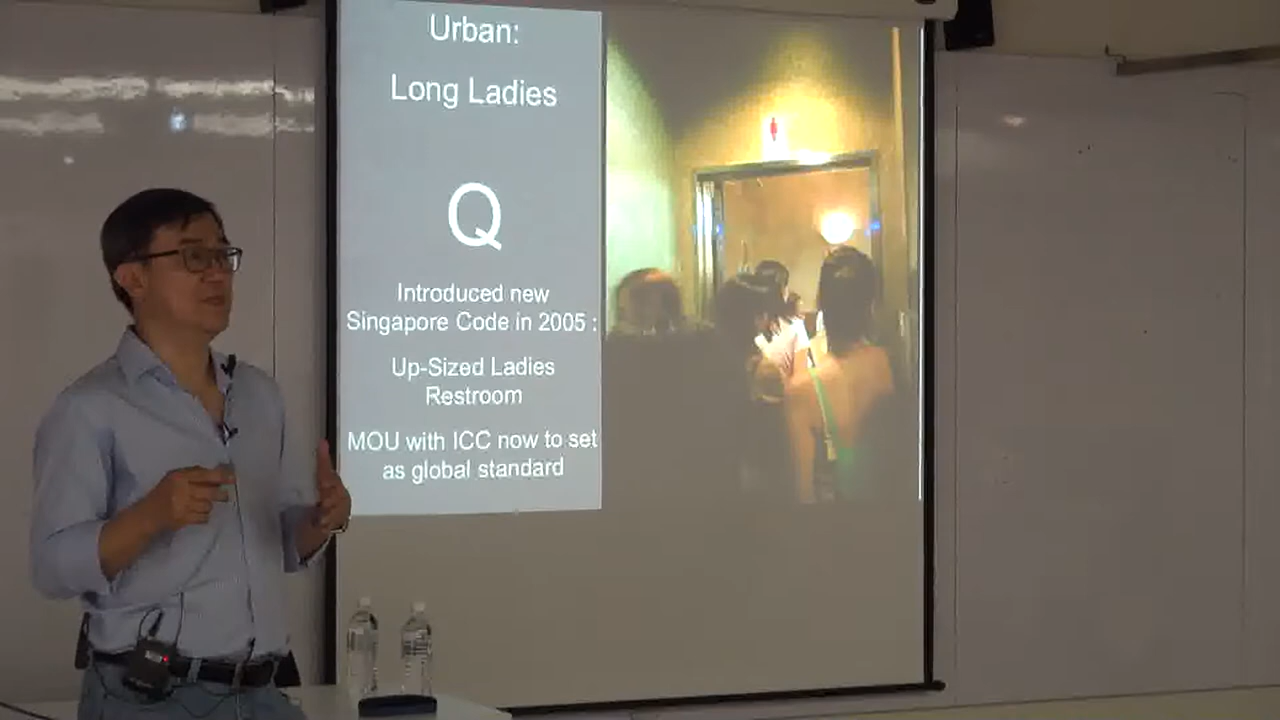 Urban:
Long Ladies
Q
Introduced new
Singapore Code in 2005 :
Up-Sized Ladies
Restroom
MOU with ICC now to set
as global standard